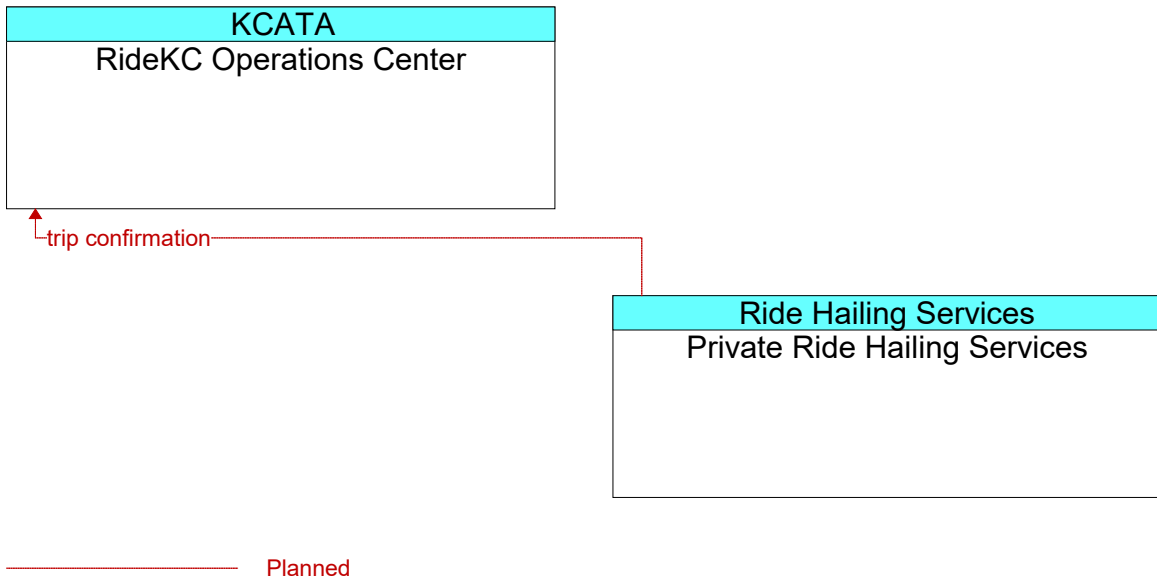 KCATA
RideKC Operations Center
trip confirmation
Ride Hailing Services
Private Ride Hailing Services
Planned